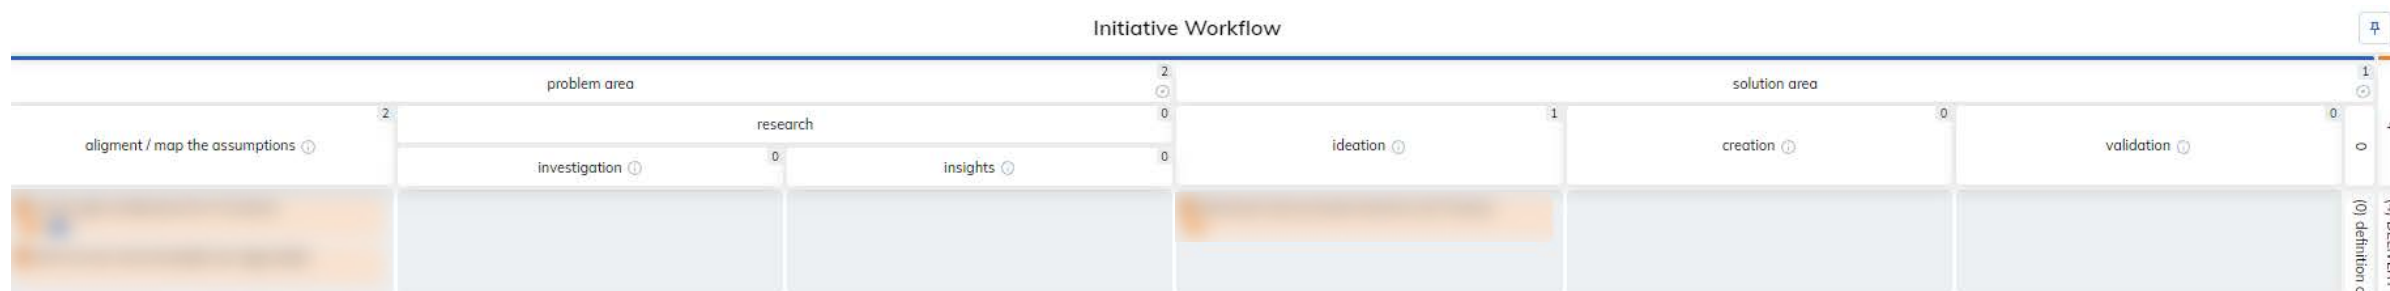 Initiative Workflow
problem area
2
solution area
1
aligment / map the assumptions
2
research
0
investigation
0
insights
0
ideation
1
creation
0
validation
0
0
(0) definition